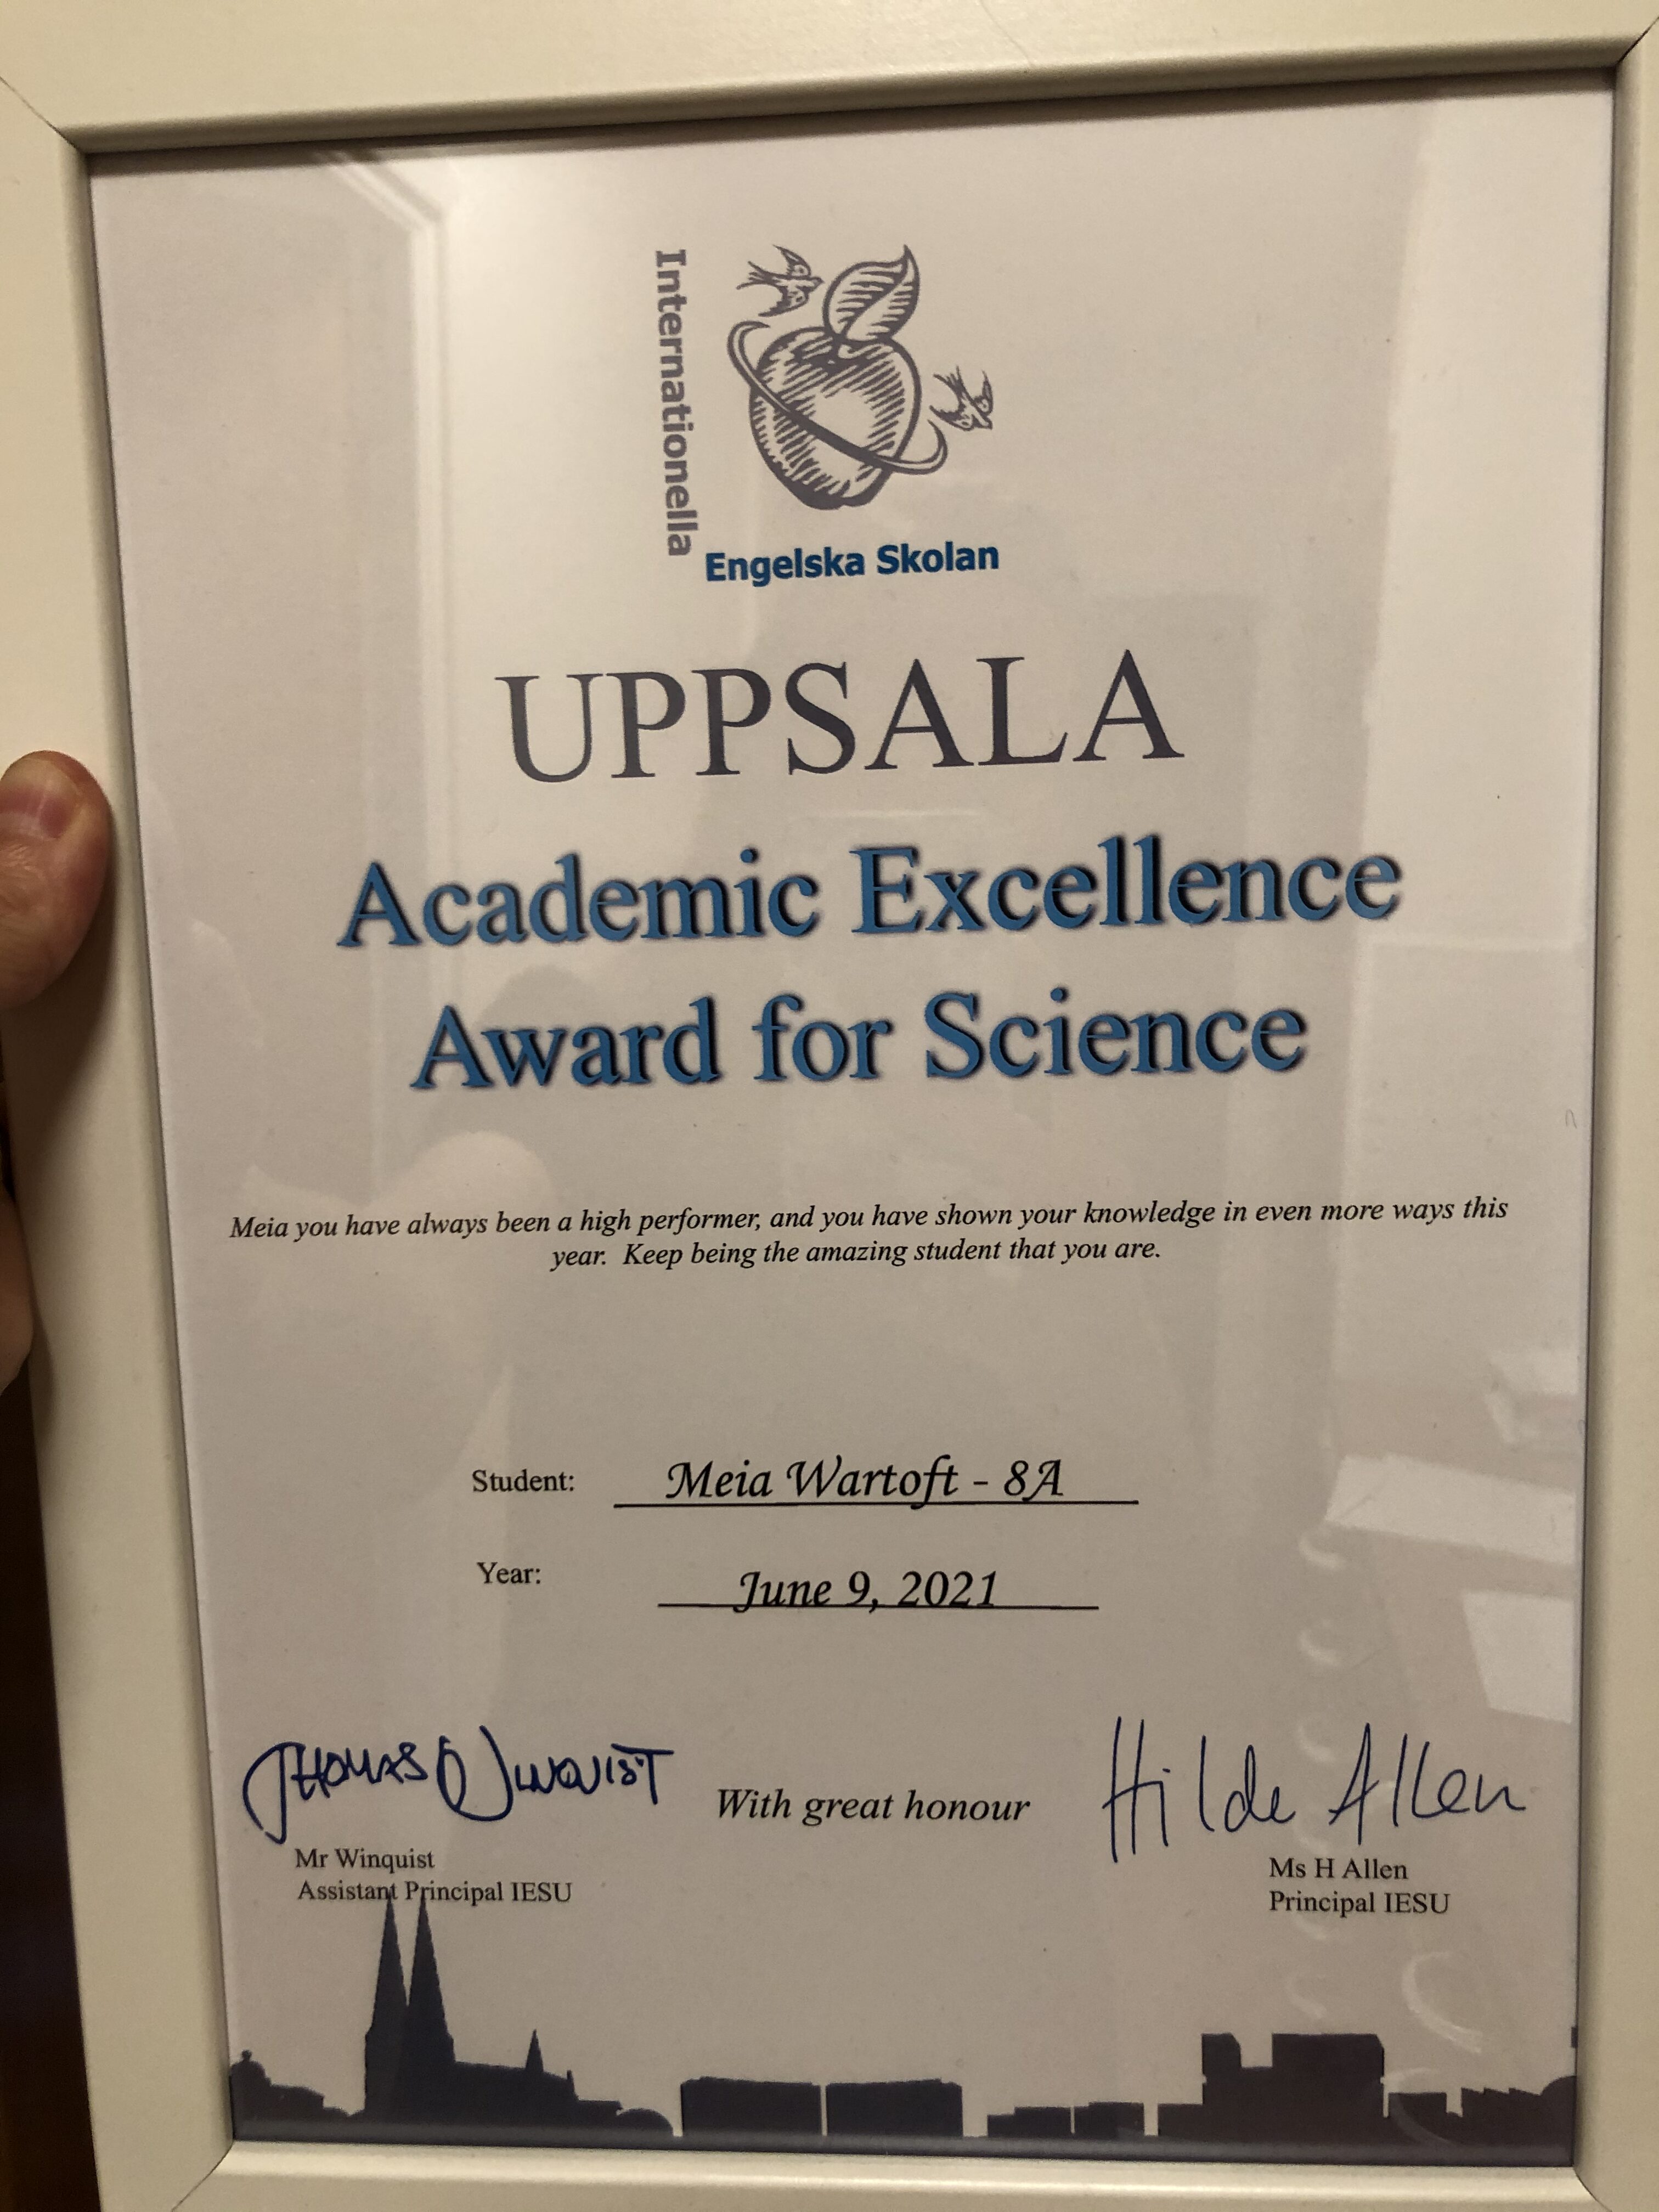 Internationella
Engelska Skolan
UPPSALA
Academic Excellence
Award for Science
Meia you have always been a high performer, and you have shown your knowledge in even more ways this
year. Keep being the amazing student that you are.
Student: Meia Wartoft - 8A
Year: June 9, 2021
THOMAS WINQUIST
With great honour
Hilde Allen
Mr Winquist
Assistant Principal IESU
Ms H Allen
Principal IESU